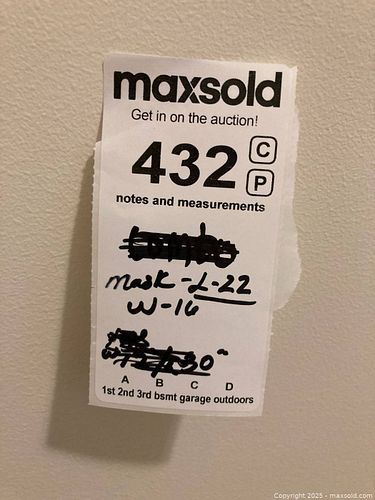 maxsold
Get in on the auction!
432 C
P
notes and measurements
mask - L-22
W-16
30"
A B C D
1st 2nd 3rd bsmt garage outdoors
Copyright © 2025 - maxsold.com